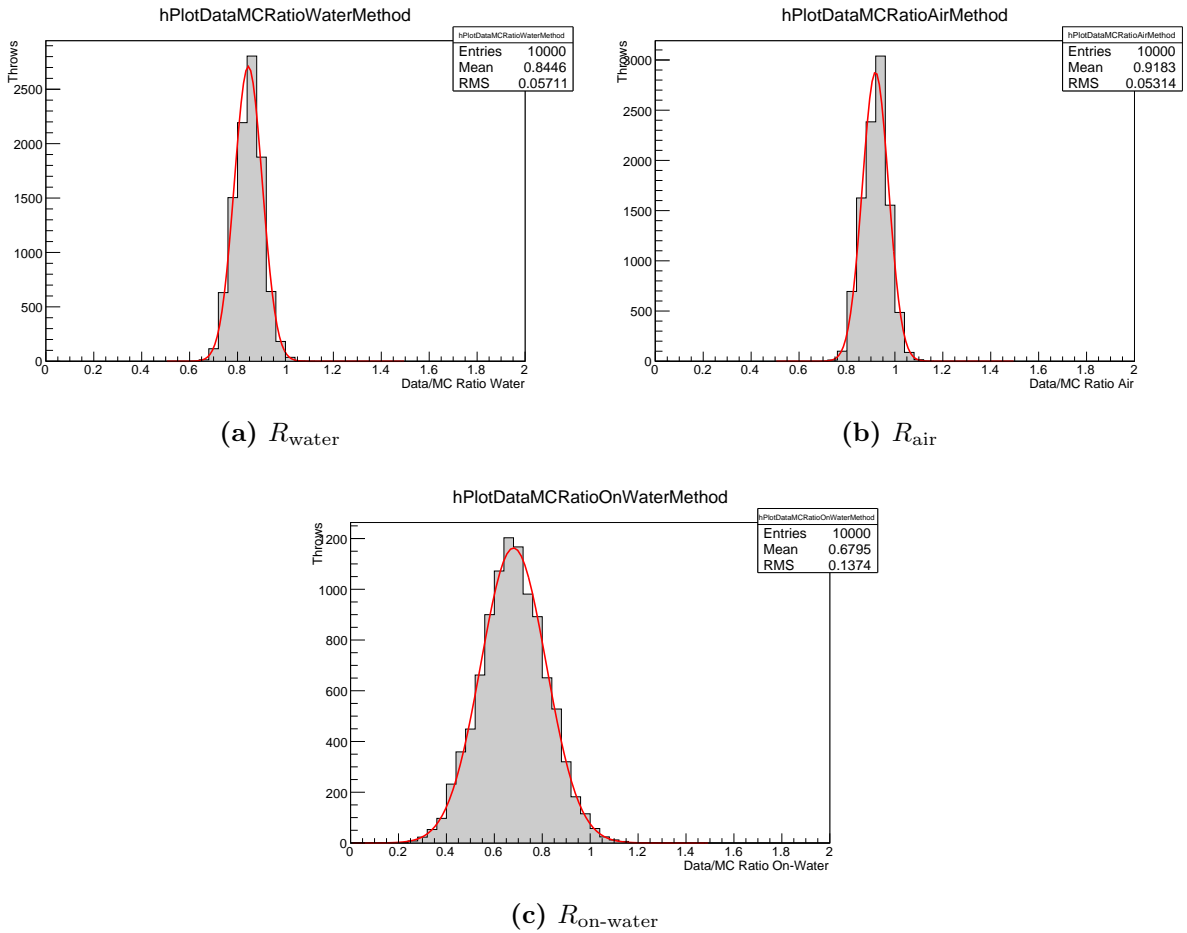 hPlotDataMCRatioWaterMethod
hPlotDataMCRatioWaterMethod
Entries 10000
Mean 0.8446
RMS 0.05711
Throws
2500
2000
1500
1000
500
0
0 0.2 0.4 0.6 0.8 1 1.2 1.4 1.6 1.8 2
Data/MC Ratio Water
(a) R_water
hPlotDataMCRatioAirMethod
hPlotDataMCRatioAirMethod
Entries 10000
Mean 0.9183
RMS 0.05314
Throws
3000
2500
2000
1500
1000
500
0
0 0.2 0.4 0.6 0.8 1 1.2 1.4 1.6 1.8 2
Data/MC Ratio Air
(b) R_air
hPlotDataMCRatioOnWaterMethod
hPlotDataMCRatioOnWaterMethod
Entries 10000
Mean 0.6795
RMS 0.1374
Throws
1200
1000
800
600
400
200
0
0 0.2 0.4 0.6 0.8 1 1.2 1.4 1.6 1.8 2
Data/MC Ratio On-Water
(c) R_on-water